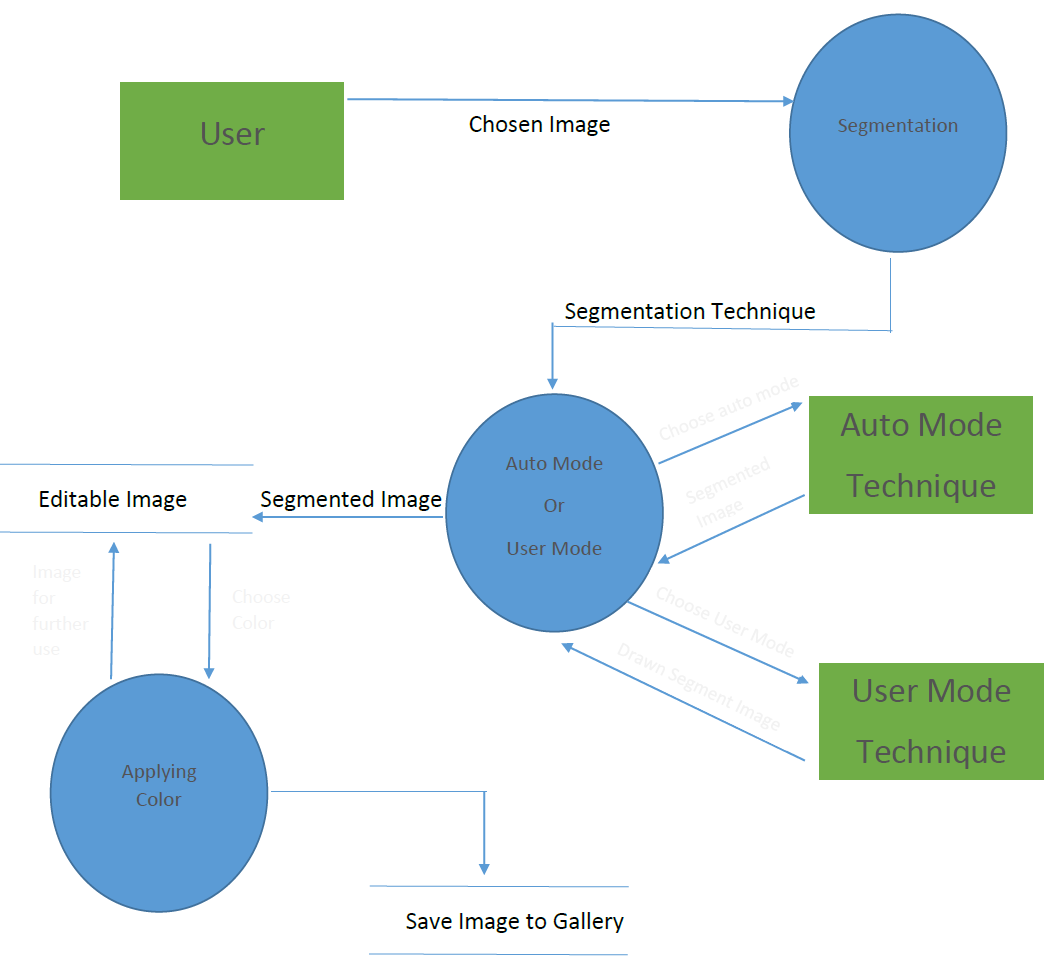 User
Chosen Image
Segmentation
Segmentation Technique
Choose auto mode
Auto Mode
Technique
Auto Mode
Or
User Mode
Segmented
Image
Editable Image
Segmented Image
Image
for
further
use
Choose
Color
Choose User Mode
Drawn Segment Image
User Mode
Technique
Applying
Color
Save Image to Gallery